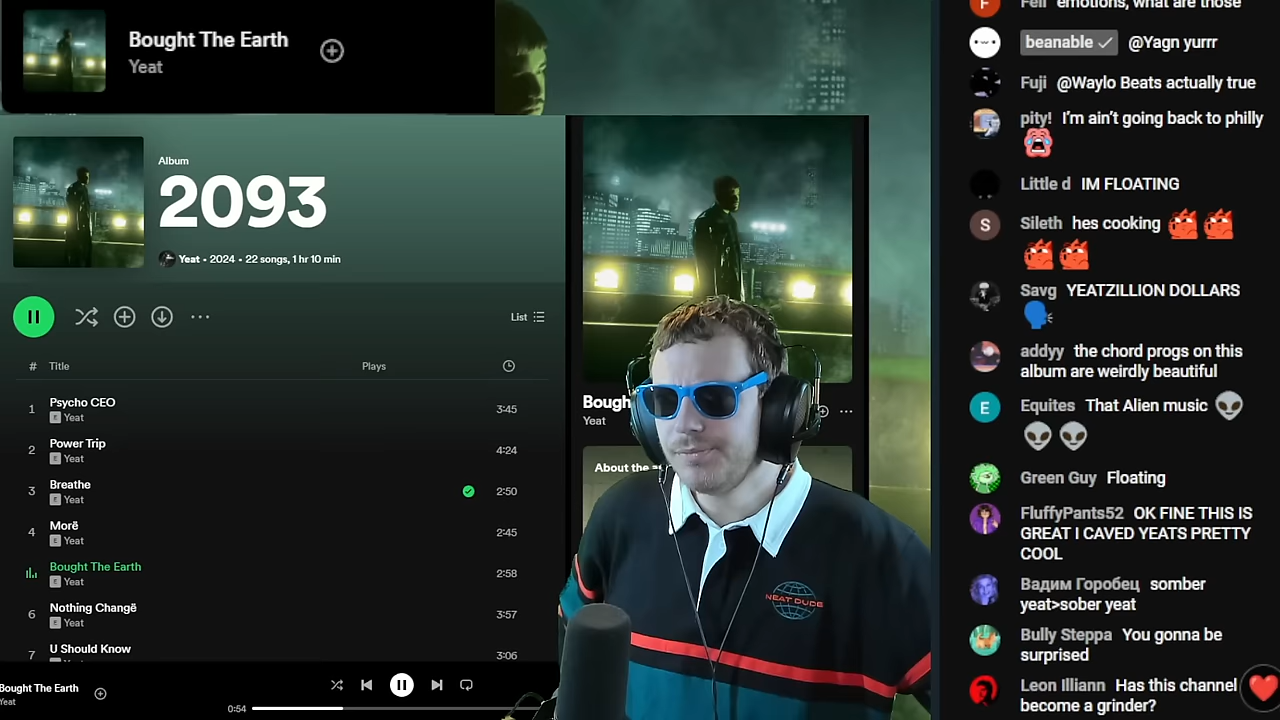 Bought The Earth
Yeat
Album
2093
Yeat • 2024 • 22 songs, 1 hr 10 min
List
# Title Plays
1 Psycho CEO 3:45
E Yeat
2 Power Trip 4:24
E Yeat
3 Breathe 2:50
E Yeat
4 Morë 2:45
E Yeat
Bought The Earth 2:58
E Yeat
6 Nothing Changë 3:57
E Yeat
7 U Should Know 3:06
Bought The Earth
Yeat
0:54
Bough
Yeat
About the a
NEAT DUDE
Fell emotions, what are those
beanable @Yagn yurrr
Fuji @Waylo Beats actually true
pity! I'm ain't going back to philly
😭
Little d IM FLOATING
S Sileth hes cooking
Savg YEATZILLION DOLLARS
🗣️
addyy the chord progs on this
album are weirdly beautiful
E Equites That Alien music 👽
👽👽
Green Guy Floating
FluffyPants52 OK FINE THIS IS
GREAT I CAVED YEATS PRETTY
COOL
Вадим Горобец somber
yeat>sober yeat
Bully Steppa You gonna be
surprised
Leon Illiann Has this channel
become a grinder?